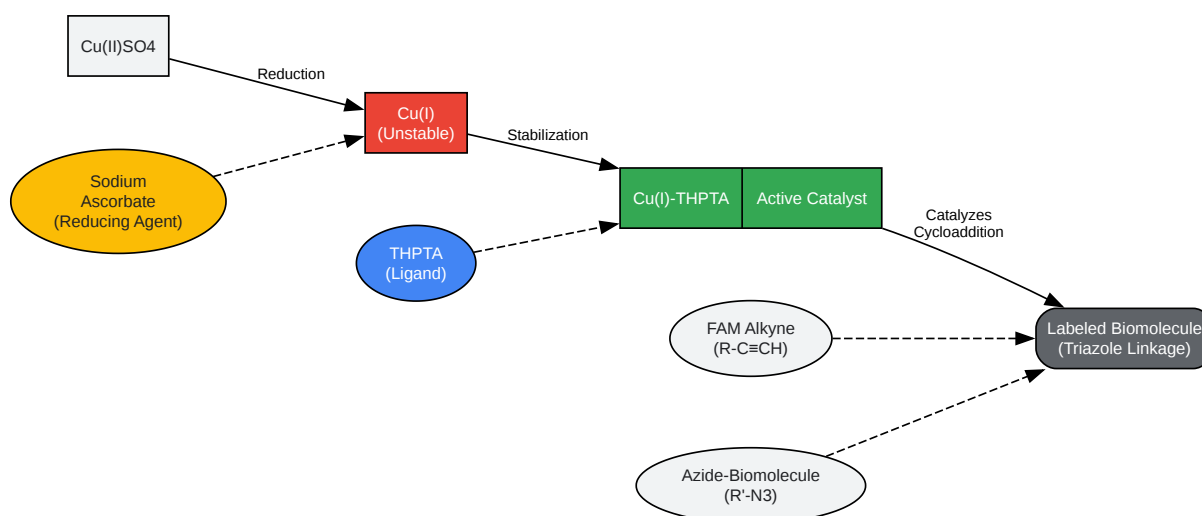 Cu(II)SO4
Reduction
Cu(I)
(Unstable)
Stabilization
Sodium
Ascorbate
(Reducing Agent)
Cu(I)-THPTA
Active Catalyst
THPTA
(Ligand)
Catalyzes
Cycloaddition
FAM Alkyne
(R-C≡CH)
Labeled Biomolecule
(Triazole Linkage)
Azide-Biomolecule
(R'-N3)